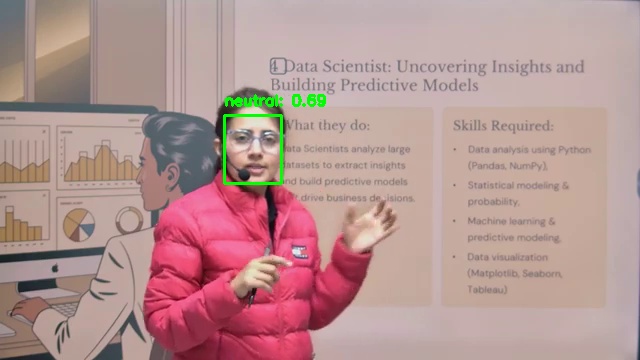 4 Data Scientist: Uncovering Insights and
Building Predictive Models
neutral: 0.69
What they do:
Data Scientists analyze large
datasets to extract insights
and build predictive models
drive business decisions.
Skills Required:
• Data analysis using Python
(Pandas, NumPy),
• Statistical modeling &
probability,
• Machine learning &
predictive modeling,
• Data visualization
(Matplotlib, Seaborn,
Tableau)